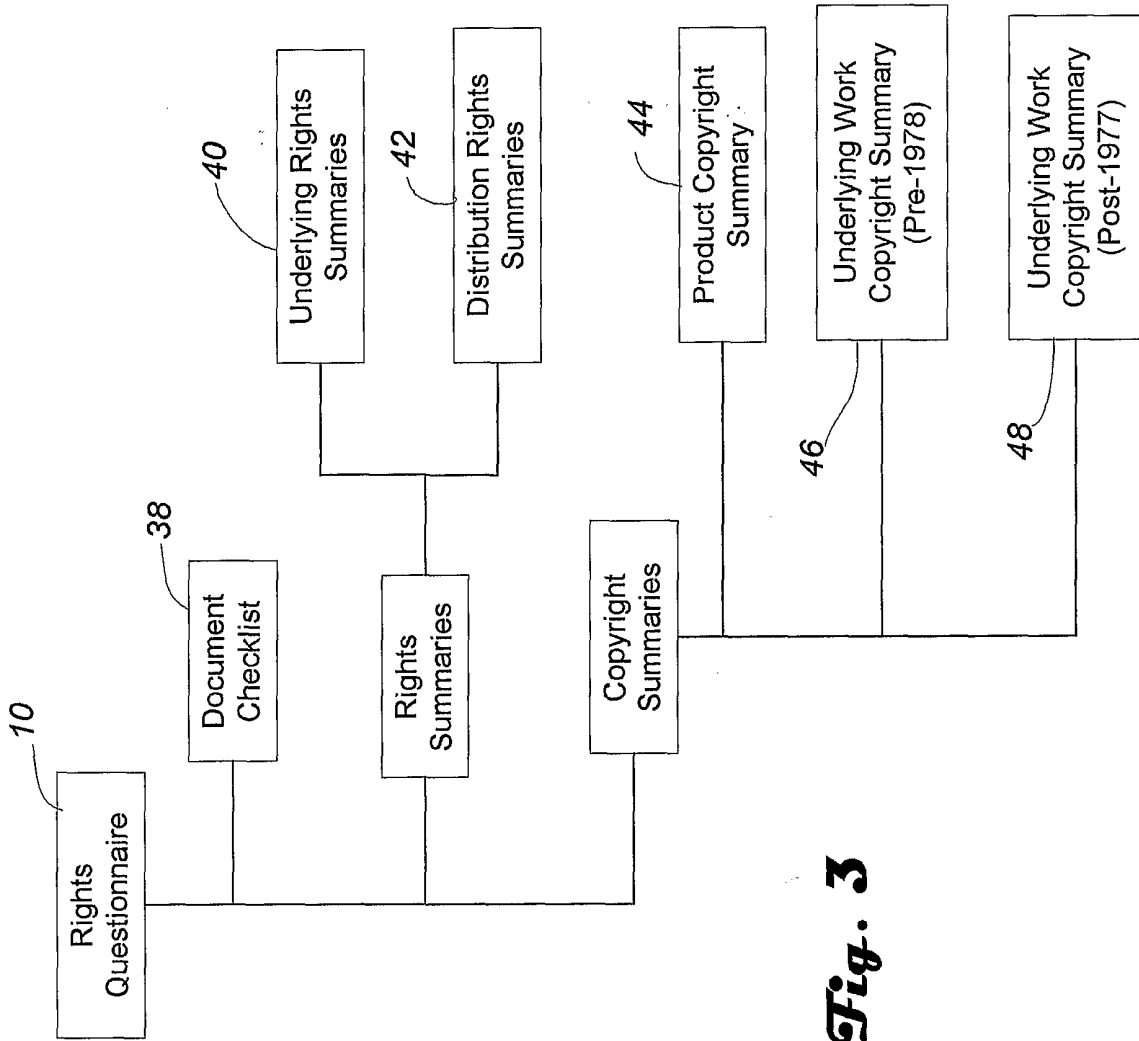 10
Rights
Questionnaire
38
Document
Checklist
Rights
Summaries
40
Underlying Rights
Summaries
42
Distribution Rights
Summaries
Copyright
Summaries
44
Product Copyright
Summary
46
Underlying Work
Copyright Summary
(Pre-1978)
48
Underlying Work
Copyright Summary
(Post-1977)
Fig. 3